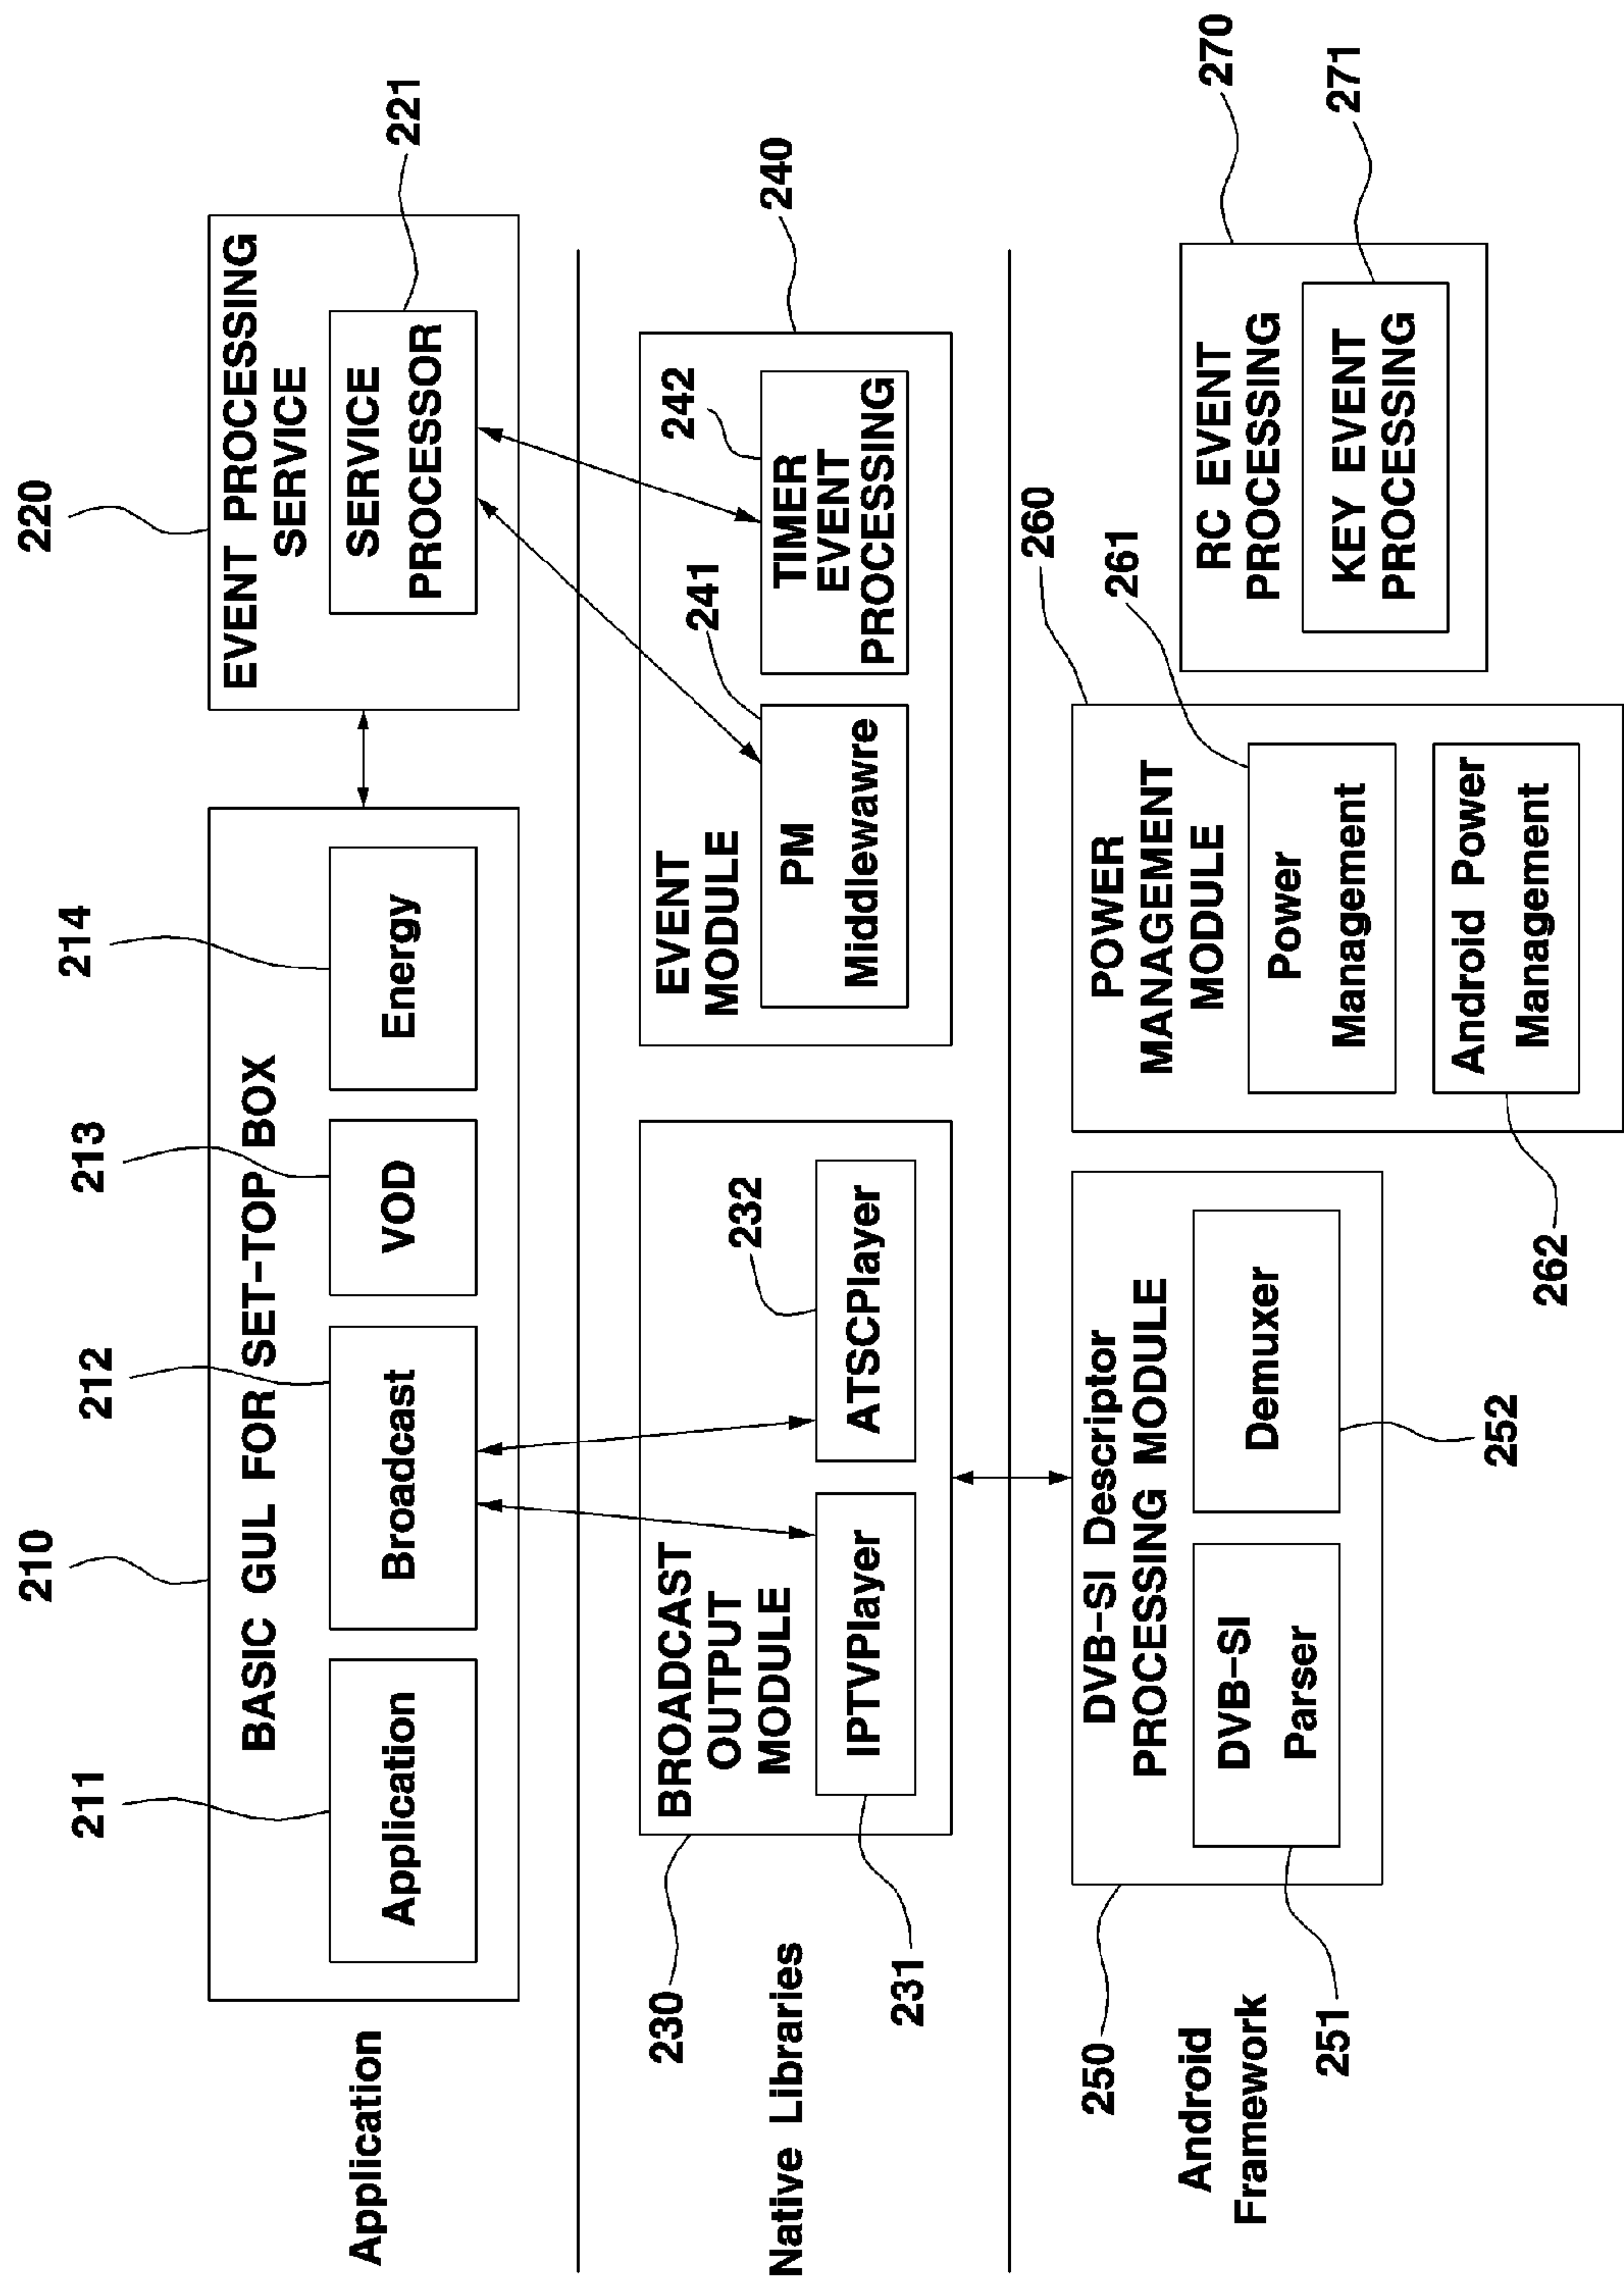 210
220
211
212
213
214
221
BASIC GUL FOR SET-TOP BOX
Application
Broadcast
VOD
Energy
EVENT PROCESSING
SERVICE
SERVICE
PROCESSOR
Application
230
231
232
BROADCAST
OUTPUT
MODULE
IPTVPlayer
ATSCPlayer
240
241
242
EVENT
MODULE
PM
Middlewawre
TIMER
EVENT
PROCESSING
Native Libraries
250
251
252
DVB-SI Descriptor
PROCESSING MODULE
DVB-SI
Parser
Demuxer
260
261
262
POWER
MANAGEMENT
MODULE
Power
Management
Android Power
Management
270
271
RC EVENT
PROCESSING
KEY EVENT
PROCESSING
Android
Framework